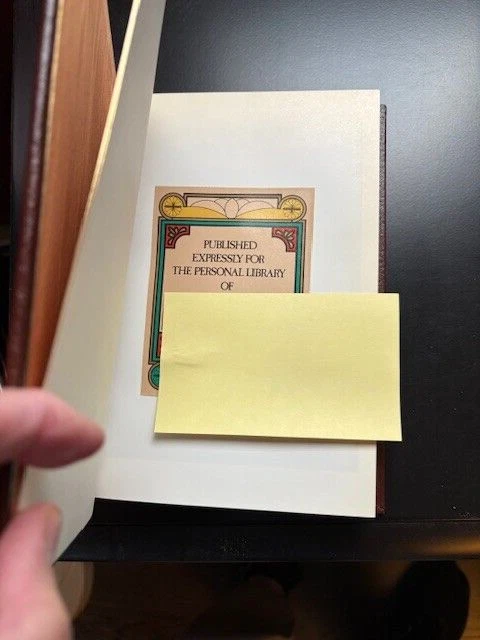 PUBLISHED
EXPRESSLY FOR
THE PERSONAL LIBRARY
OF